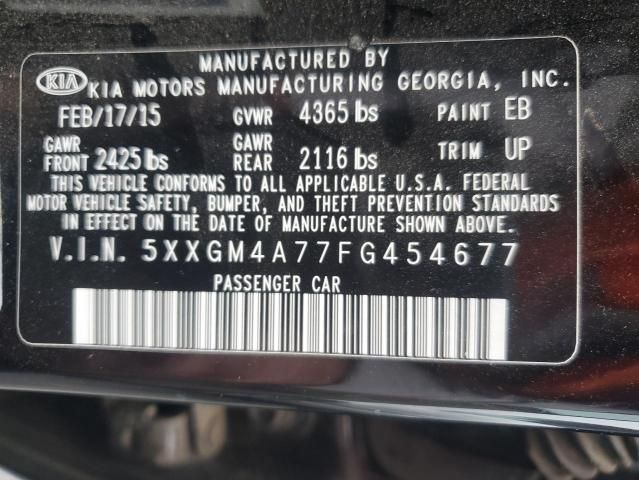 MANUFACTURED BY
KIA KIA MOTORS MANUFACTURING GEORGIA, INC.
FEB/17/15 GVWR 4365 lbs PAINT EB
GAWR FRONT 2425 lbs GAWR REAR 2116 lbs TRIM UP
THIS VEHICLE CONFORMS TO ALL APPLICABLE U.S.A. FEDERAL
MOTOR VEHICLE SAFETY, BUMPER, AND THEFT PREVENTION STANDARDS
IN EFFECT ON THE DATE OF MANUFACTURE SHOWN ABOVE.
V.I.N. 5XXGM4A77FG454677
PASSENGER CAR